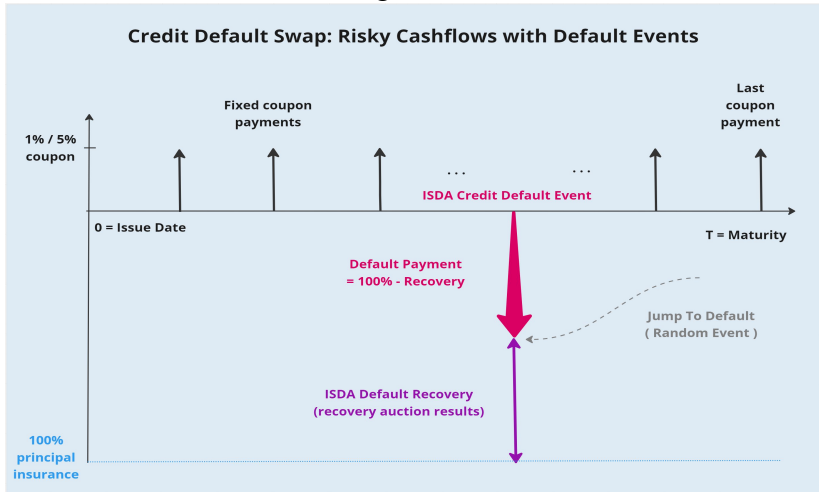 Credit Default Swap: Risky Cashflows with Default Events
Last
coupon
payment
Fixed coupon
payments
1% / 5%
coupon
...
...
ISDA Credit Default Event
0 = Issue Date
T = Maturity
Default Payment
= 100% - Recovery
Jump To Default
( Random Event )
ISDA Default Recovery
(recovery auction results)
100%
principal
insurance